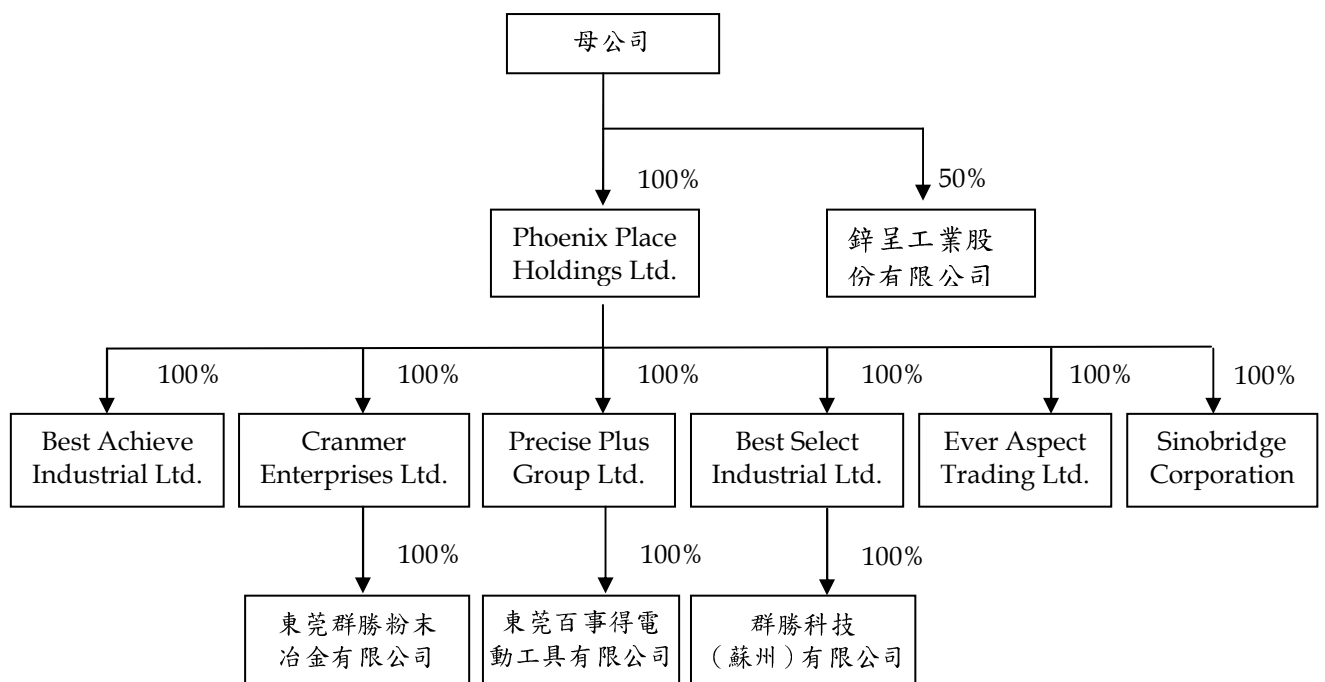 母公司
100%
50%
Phoenix Place
Holdings Ltd.
鋅呈工業股
份有限公司
100%
100%
100%
100%
100%
100%
Best Achieve
Industrial Ltd.
Cranmer
Enterprises Ltd.
Precise Plus
Group Ltd.
Best Select
Industrial Ltd.
Ever Aspect
Trading Ltd.
Sinobridge
Corporation
100%
100%
100%
東莞群勝粉末
冶金有限公司
東莞百事得電
動工具有限公司
群勝科技
（蘇州）有限公司